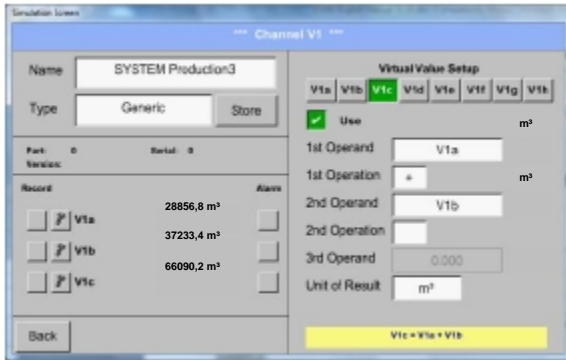 Simulation Screen
*** Channel V1 ***
Name
SYSTEM Production3
Type
Generic
Store
Part: 0
Serial: 0
Version:
Record
Alarm
V1a
28856,8 m³
V1b
37233,4 m³
V1c
66090,2 m³
Back
Virtual Value Setup
V1a V1b V1c V1d V1e V1f V1g V1h
Use
m³
1st Operand
V1a
1st Operation
+
m³
2nd Operand
V1b
2nd Operation
3rd Operand
0.000
Unit of Result
m³
V1c = V1a + V1b